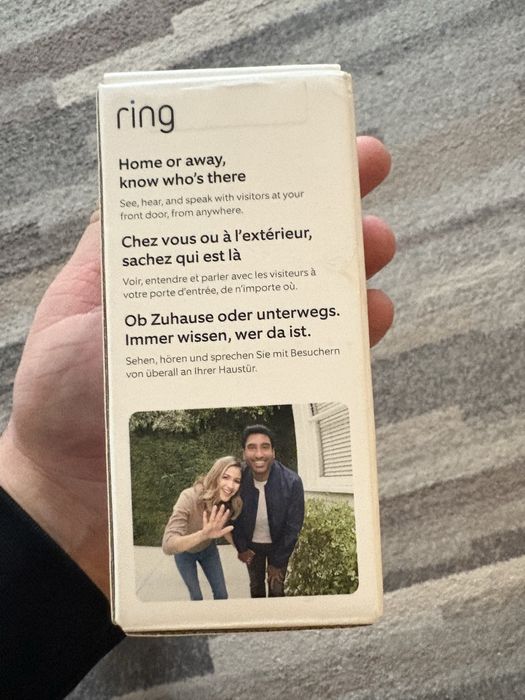 ring
Home or away,
know who's there
See, hear, and speak with visitors at your
front door, from anywhere.
Chez vous ou à l'extérieur,
sachez qui est là
Voir, entendre et parler avec les visiteurs à
votre porte d'entrée, de n'importe où.
Ob Zuhause oder unterwegs.
Immer wissen, wer da ist.
Sehen, hören und sprechen Sie mit Besuchern
von überall an Ihrer Haustür.